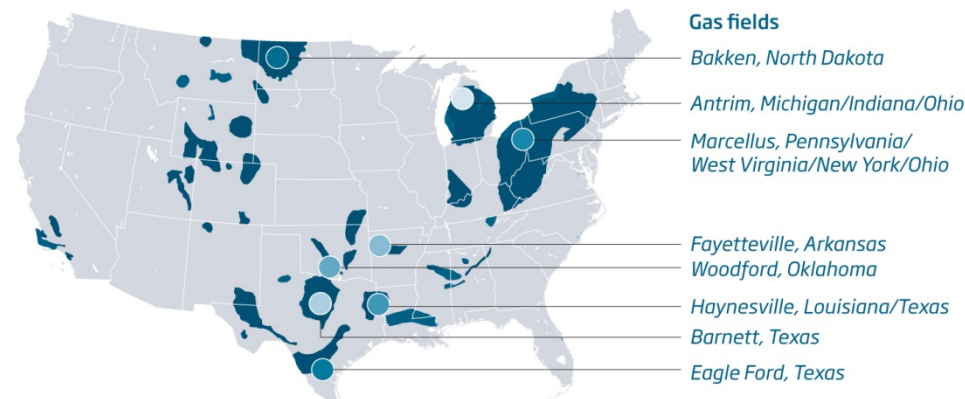 Gas fields
Bakken, North Dakota
Antrim, Michigan/Indiana/Ohio
Marcellus, Pennsylvania/
West Virginia/New York/Ohio
Fayetteville, Arkansas
Woodford, Oklahoma
Haynesville, Louisiana/Texas
Barnett, Texas
Eagle Ford, Texas